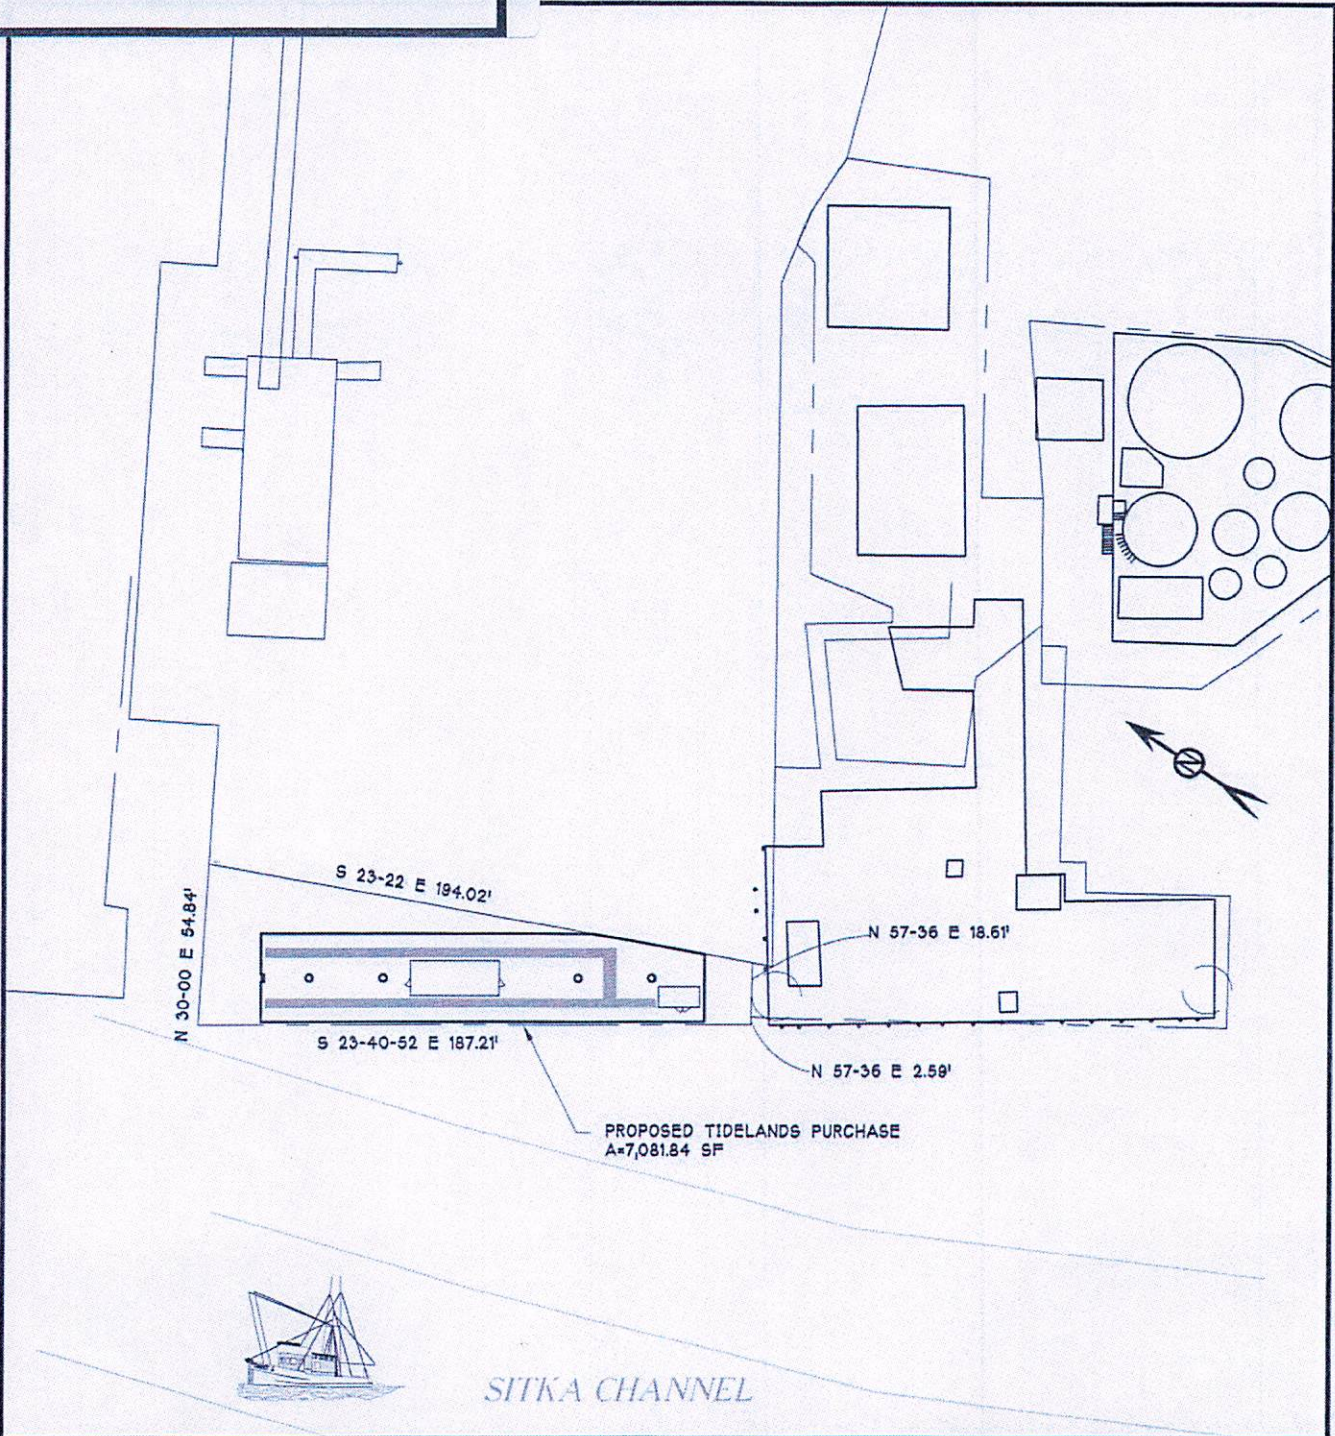 S 23-22 E 194.02'
N 30-00 E 54.84'
N 57-36 E 18.61'
S 23-40-52 E 187.21'
N 57-36 E 2.59'
PROPOSED TIDELANDS PURCHASE
A=7,081.84 SF
SITKA CHANNEL
N